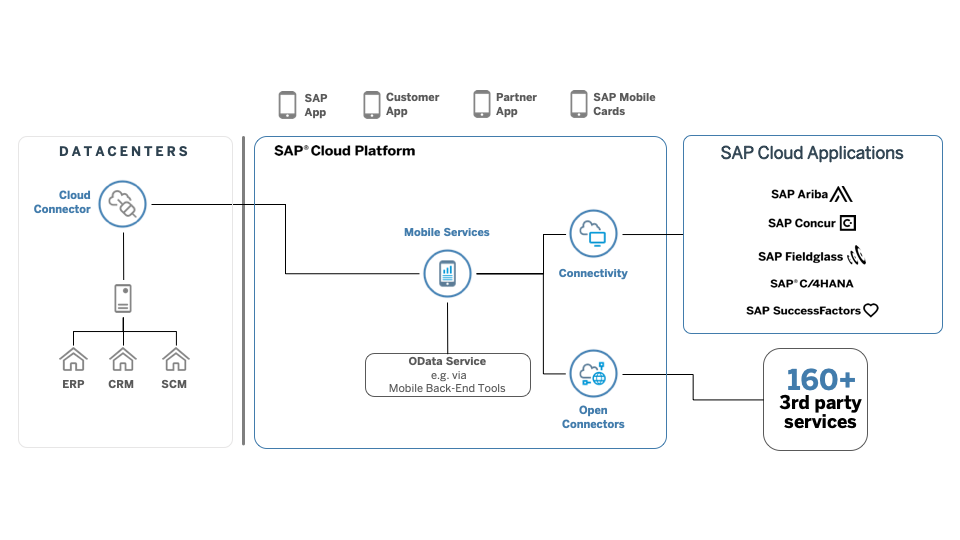 SAP
App
Customer
App
Partner
App
SAP Mobile
Cards
DATACENTERS
Cloud
Connector
ERP
CRM
SCM
SAP® Cloud Platform
Mobile Services
OData Service
e.g. via
Mobile Back-End Tools
Connectivity
Open
Connectors
SAP Cloud Applications
SAP Ariba
SAP Concur
SAP Fieldglass
SAP® C/4HANA
SAP SuccessFactors
160+
3rd party
services